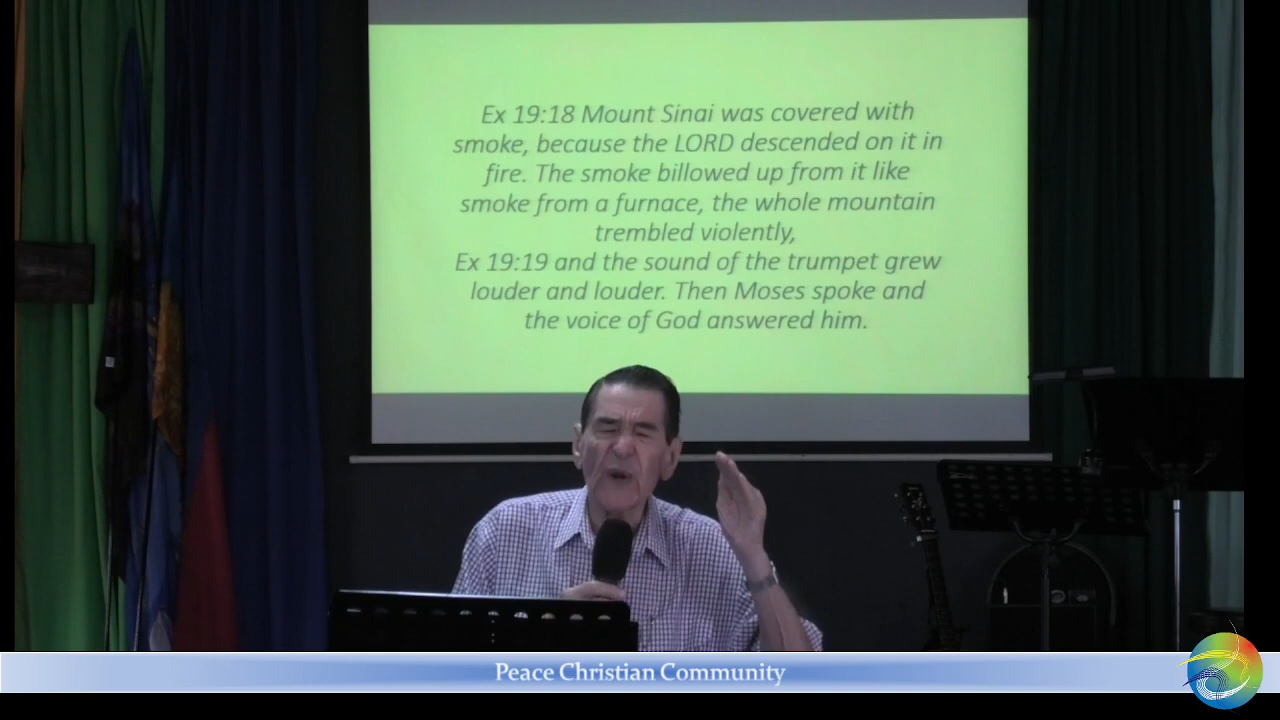 Ex 19:18 Mount Sinai was covered with
smoke, because the LORD descended on it in
fire. The smoke billowed up from it like
smoke from a furnace, the whole mountain
trembled violently,
Ex 19:19 and the sound of the trumpet grew
louder and louder. Then Moses spoke and
the voice of God answered him.
Peace Christian Community